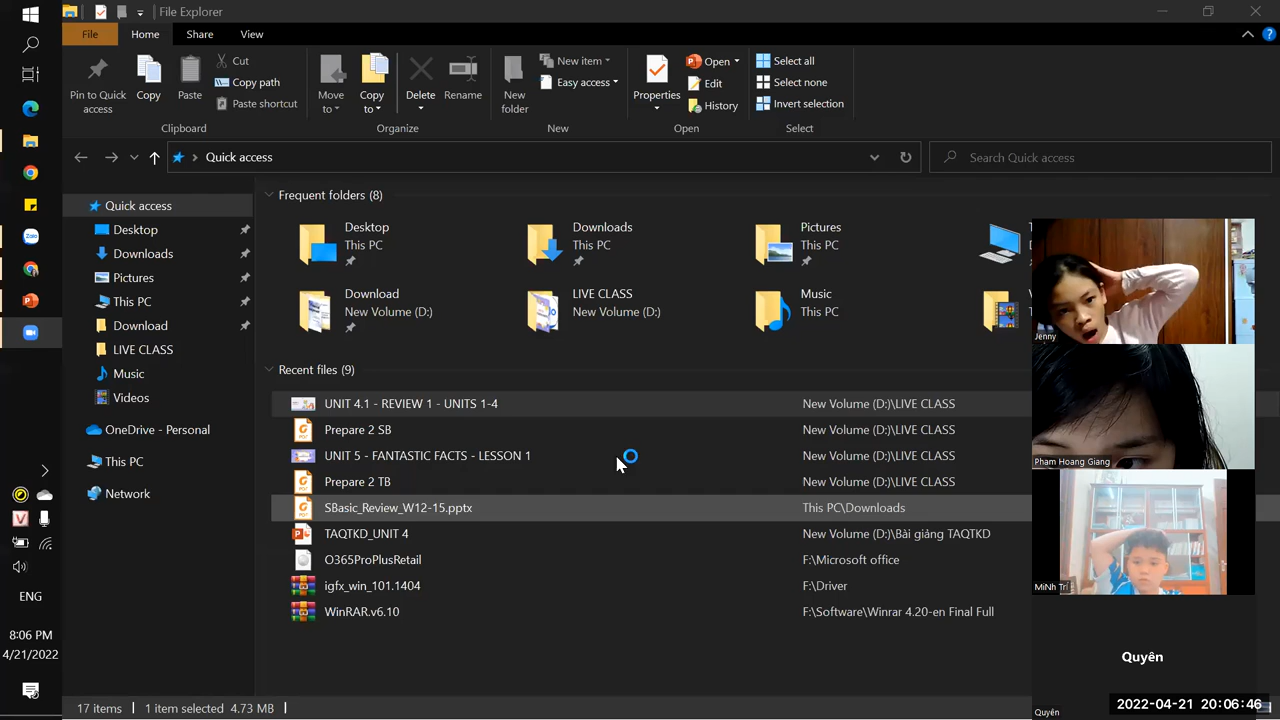 File Explorer
File
Home
Share
View
Pin to Quick access
Copy
Paste
Cut
Copy path
Paste shortcut
Clipboard
Move to
Copy to
Delete
Rename
Organize
New folder
New item
Easy access
New
Properties
Open
Edit
History
Open
Select all
Select none
Invert selection
Select
Quick access
Search Quick access
Quick access
Desktop
Downloads
Pictures
This PC
Download
LIVE CLASS
Music
Videos
OneDrive - Personal
This PC
Network
Frequent folders (8)
Desktop
This PC
Downloads
This PC
Pictures
This PC
Download
New Volume (D:)
LIVE CLASS
New Volume (D:)
Music
This PC
Recent files (9)
UNIT 4.1 - REVIEW 1 - UNITS 1-4 New Volume (D:)\LIVE CLASS
Prepare 2 SB New Volume (D:)\LIVE CLASS
UNIT 5 - FANTASTIC FACTS - LESSON 1 New Volume (D:)\LIVE CLASS
Prepare 2 TB New Volume (D:)\LIVE CLASS
SBasic_Review_W12-15.pptx This PC\Downloads
TAQTKD_UNIT 4 New Volume (D:)\Bài giảng TAQTKD
O365ProPlusRetail F:\Microsoft office
igfx_win_101.1404 F:\Driver
WinRAR.v6.10 F:\Software\Winrar 4.20-en Final Full
Jenny
Pham Hoang Giang
MiNh Trí
Quyên
Quyên
2022-04-21 20:06:46
ENG
8:06 PM
4/21/2022
17 items
1 item selected 4.73 MB